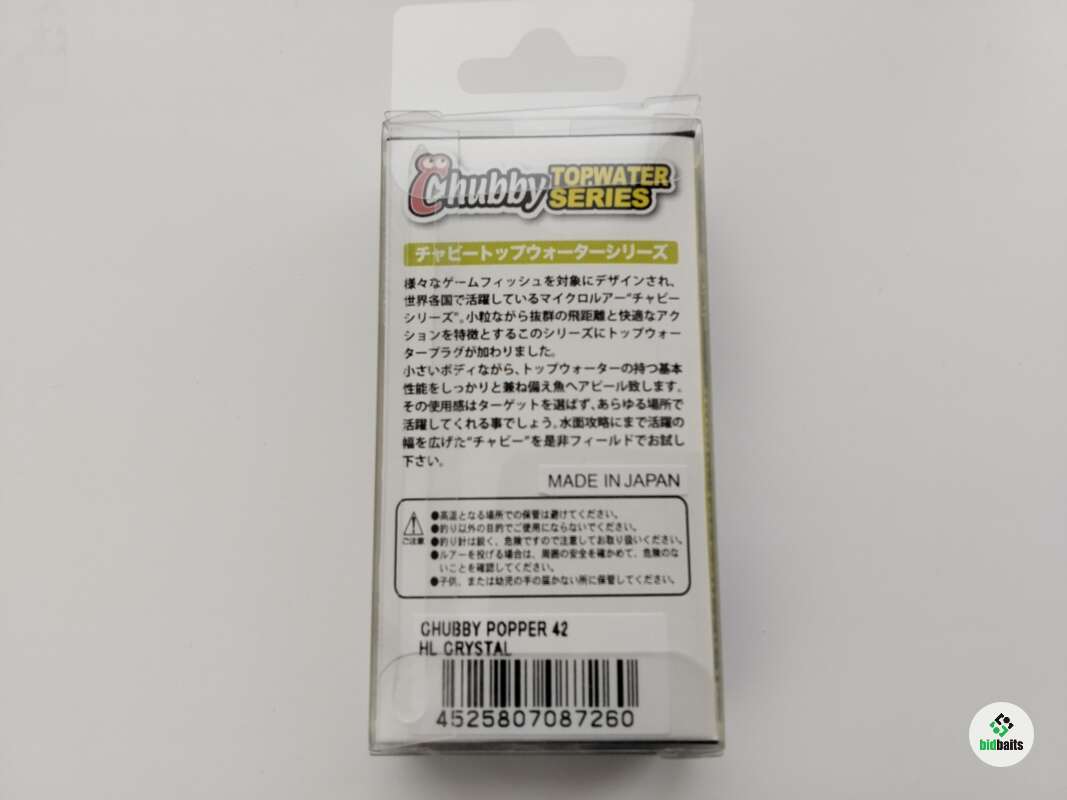 Chubby TOPWATER
SERIES
チャビートップウォーターシリーズ
様々なゲームフィッシュを対象にデザインされ、
世界各国で活躍しているマイクロルアー"チャビー
シリーズ"。小粒ながら抜群の飛距離と快適なアク
ションを特徴とするこのシリーズにトップウォー
タープラグが加わりました。
小さいボディながら、トップウォーターの持つ基本
性能をしっかりと兼ね備え魚へアピール致します。
その使用感はターゲットを選ばず、あらゆる場所で
活躍してくれる事でしょう。水面攻略にまで活躍の
幅を広げた"チャビー"を是非フィールドでお試し
下さい。
MADE IN JAPAN
ご注意
●高温となる場所での保管は避けてください。
●釣り以外の目的でご使用にならないでください。
●釣り針は鋭く、危険ですので注意してお取り扱いください。
●ルアーを投げる場合は、周囲の安全を確かめて、危険のな
いことを確認してください。
●子供、または幼児の手の届かない所に保管してください。
CHUBBY POPPER 42
HL CRYSTAL
4525807087260
bidbaits